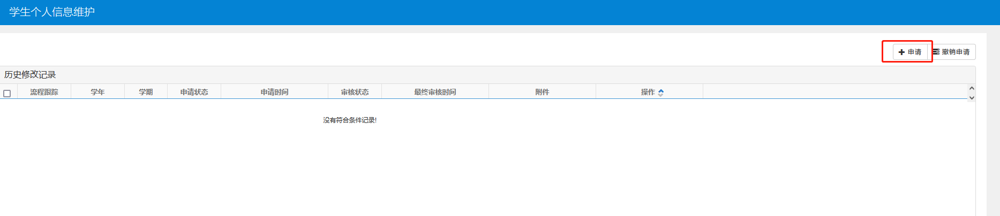 学生个人信息维护
申请 撤销申请
历史修改记录
流程跟踪 学年 学期 申请状态 申请时间 审核状态 最终审核时间 附件 操作
没有符合条件记录!